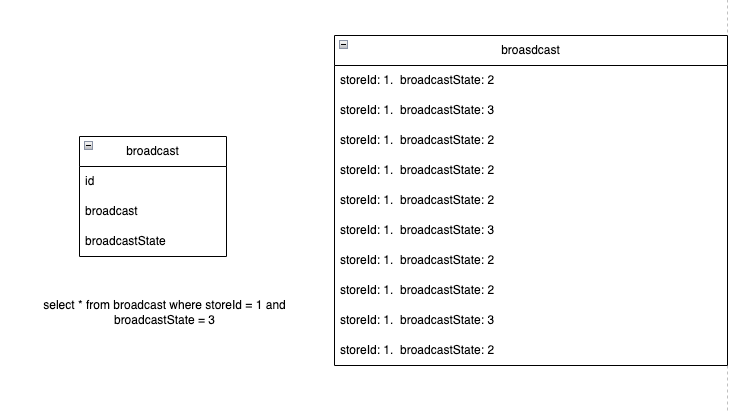 broadcast
id
broadcast
broadcastState
select * from broadcast where storeId = 1 and
broadcastState = 3
broasdcast
storeId: 1.  broadcastState: 2
storeId: 1.  broadcastState: 3
storeId: 1.  broadcastState: 2
storeId: 1.  broadcastState: 2
storeId: 1.  broadcastState: 2
storeId: 1.  broadcastState: 3
storeId: 1.  broadcastState: 2
storeId: 1.  broadcastState: 2
storeId: 1.  broadcastState: 3
storeId: 1.  broadcastState: 2